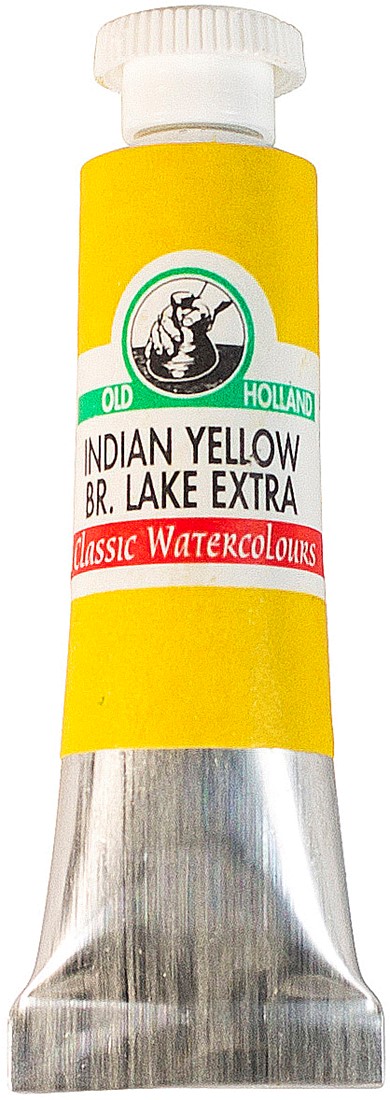 OLD HOLLAND
INDIAN YELLOW
BR. LAKE EXTRA
Classic Watercolours